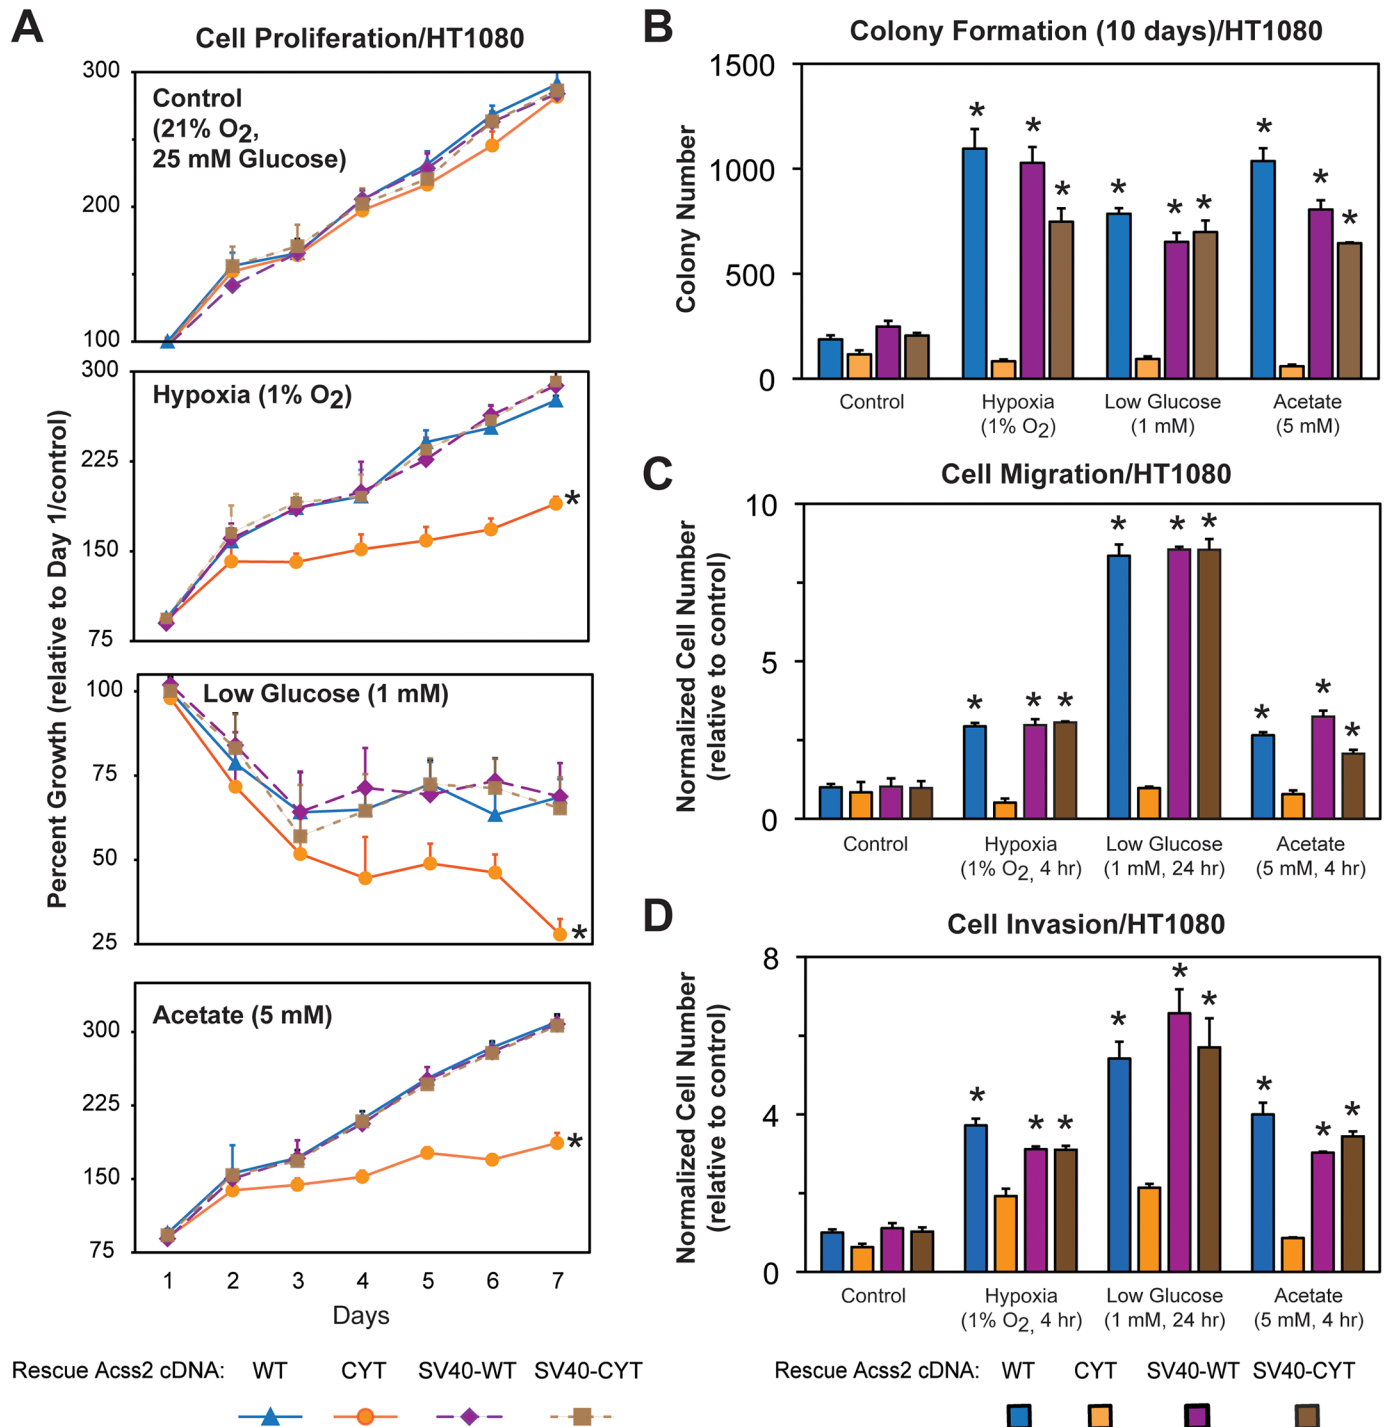 A
Cell Proliferation/HT1080
Percent Growth (relative to Day 1/control)
Control
(21% O2,
25 mM Glucose)
300
200
100
Hypoxia (1% O2)
300
225
150
75
*
Low Glucose (1 mM)
100
75
50
25
*
Acetate (5 mM)
300
225
150
75
*
1 2 3 4 5 6 7
Days
Rescue Acss2 cDNA: WT CYT SV40-WT SV40-CYT
B
Colony Formation (10 days)/HT1080
Colony Number
1500
1000
500
0
* * * * * * * * *
Control Hypoxia Low Glucose Acetate
(1% O2) (1 mM) (5 mM)
C
Cell Migration/HT1080
Normalized Cell Number
(relative to control)
10
5
0
* * * * * * * * *
Control Hypoxia Low Glucose Acetate
(1% O2, 4 hr) (1 mM, 24 hr) (5 mM, 4 hr)
D
Cell Invasion/HT1080
Normalized Cell Number
(relative to control)
8
4
0
* * * * * * * * *
Control Hypoxia Low Glucose Acetate
(1% O2, 4 hr) (1 mM, 24 hr) (5 mM, 4 hr)
Rescue Acss2 cDNA: WT CYT SV40-WT SV40-CYT